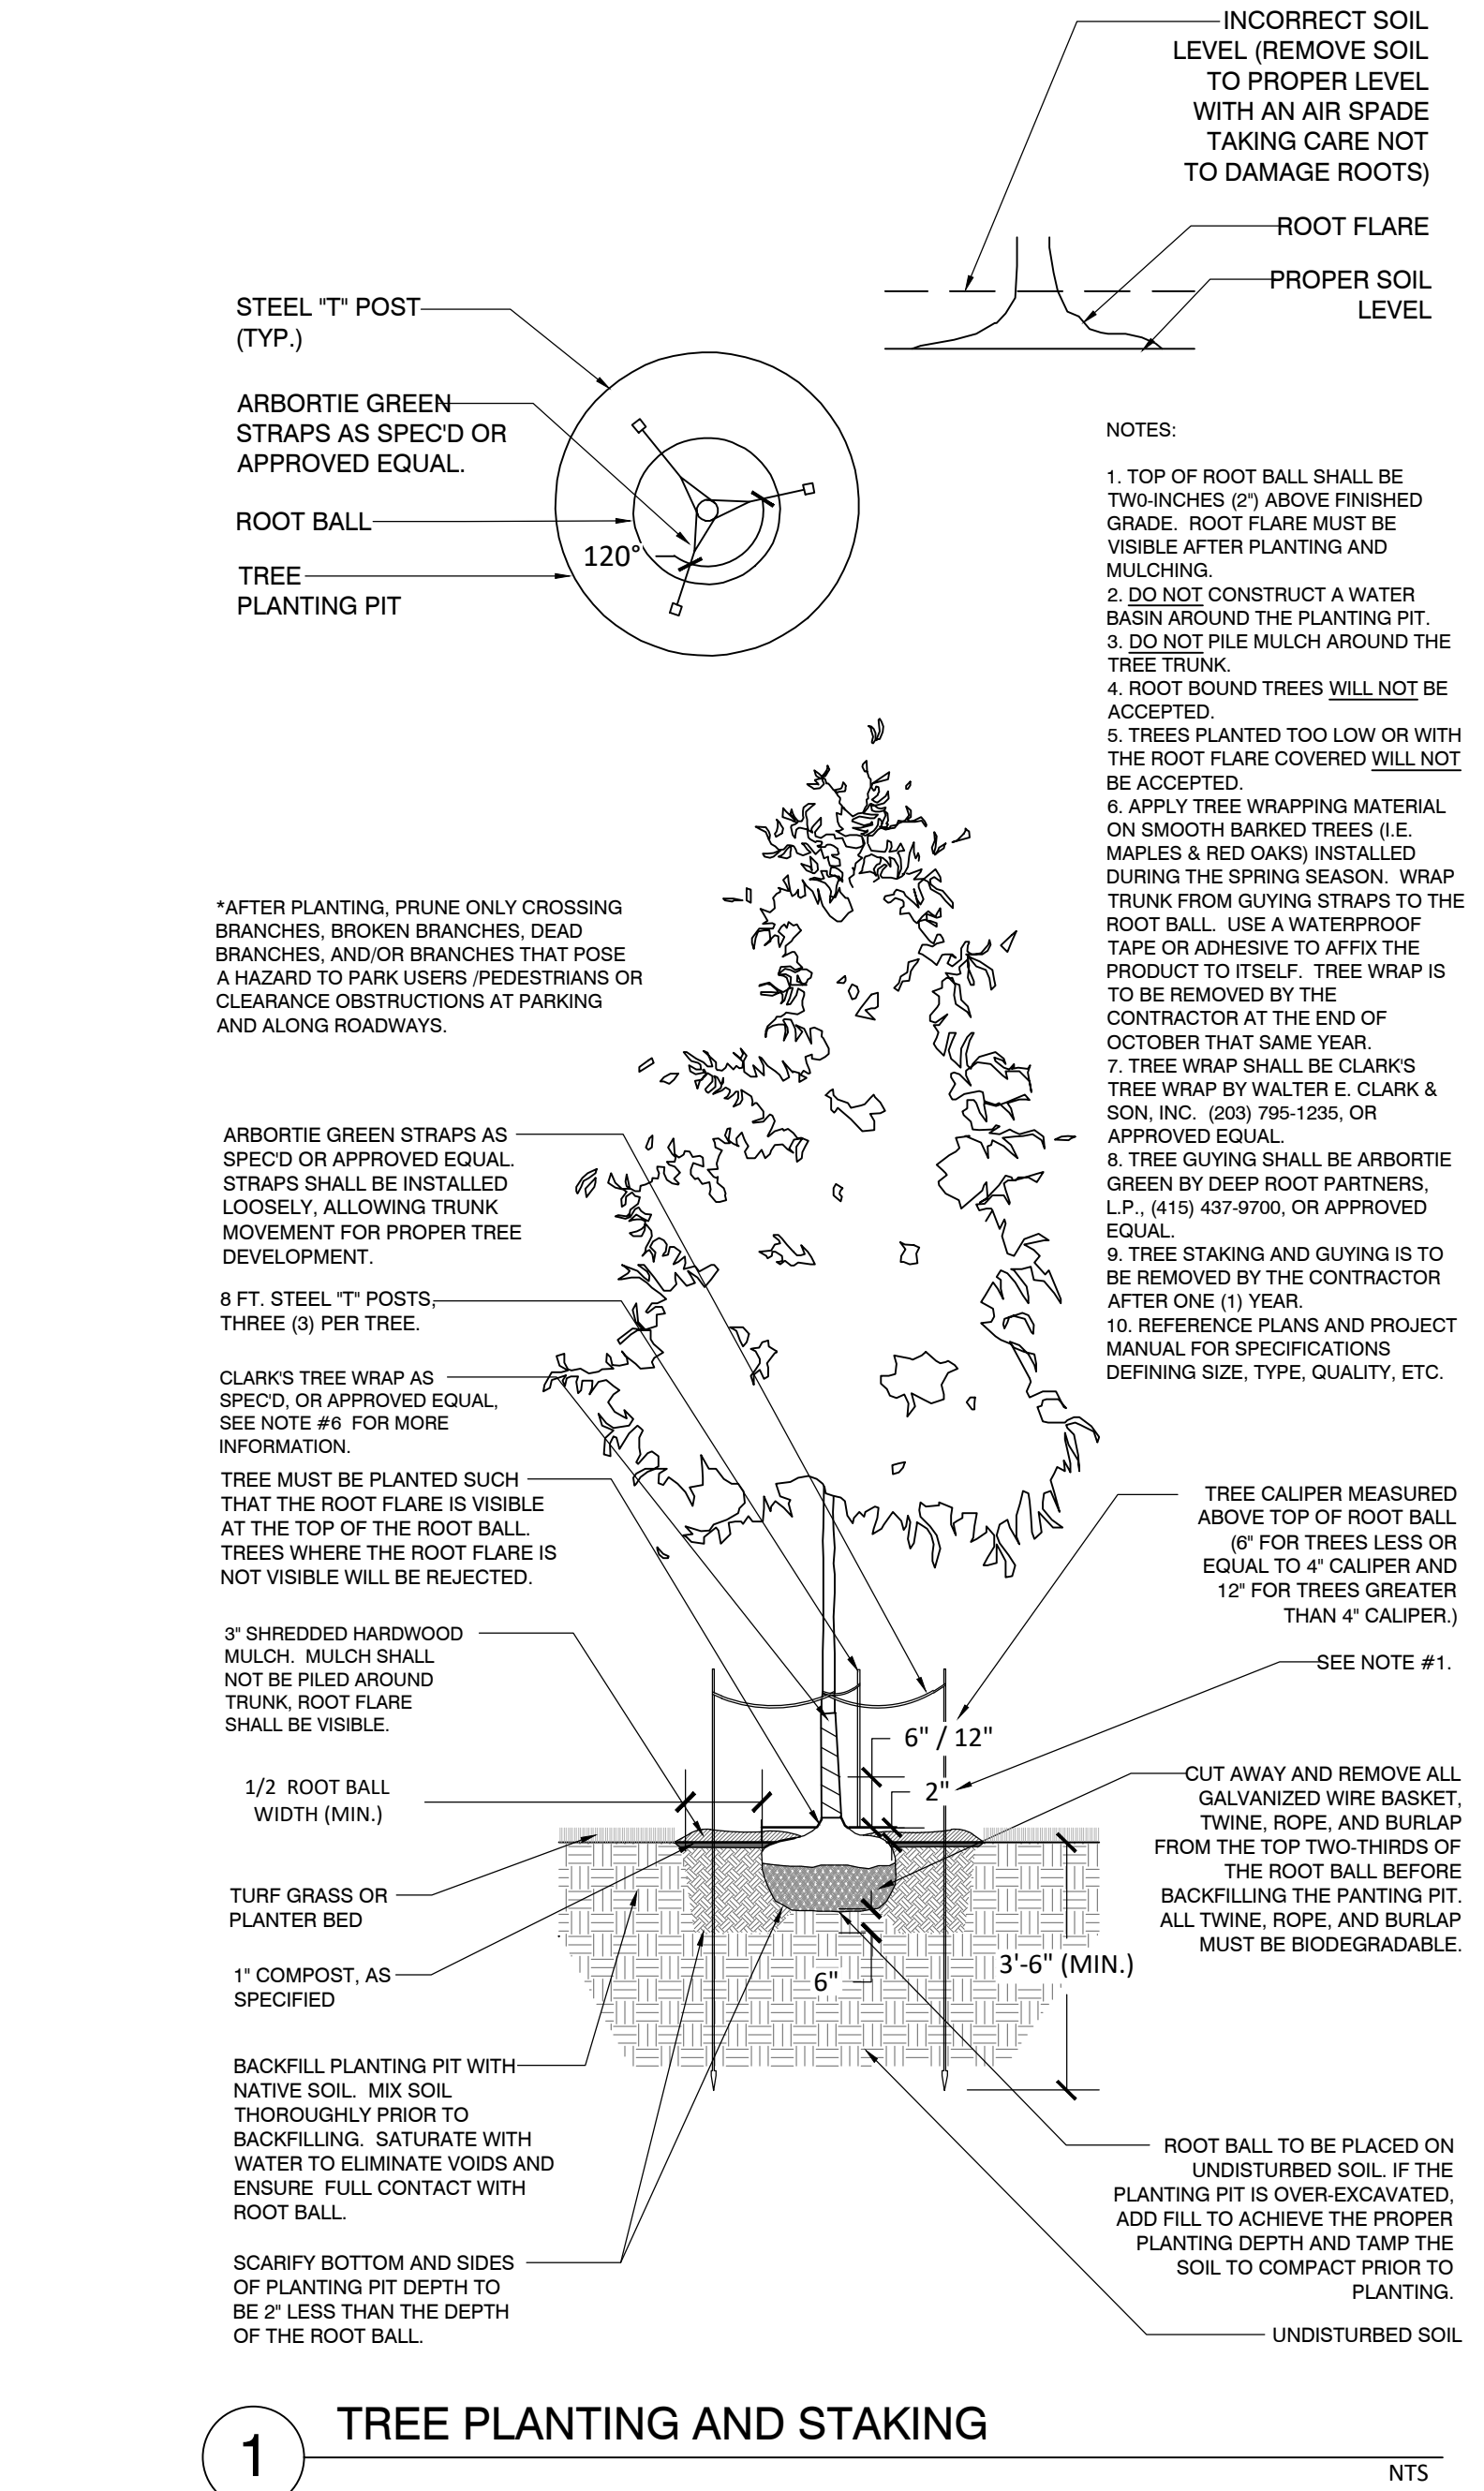 INCORRECT SOIL
LEVEL (REMOVE SOIL
TO PROPER LEVEL
WITH AN AIR SPADE
TAKING CARE NOT
TO DAMAGE ROOTS)
ROOT FLARE
PROPER SOIL
LEVEL
STEEL "T" POST
(TYP.)
ARBORTIE GREEN
STRAPS AS SPEC'D OR
APPROVED EQUAL.
ROOT BALL
120°
TREE
PLANTING PIT
NOTES:
1. TOP OF ROOT BALL SHALL BE
TW0-INCHES (2") ABOVE FINISHED
GRADE. ROOT FLARE MUST BE
VISIBLE AFTER PLANTING AND
MULCHING.
2. DO NOT CONSTRUCT A WATER
BASIN AROUND THE PLANTING PIT.
3. DO NOT PILE MULCH AROUND THE
TREE TRUNK.
4. ROOT BOUND TREES WILL NOT BE
ACCEPTED.
5. TREES PLANTED TOO LOW OR WITH
THE ROOT FLARE COVERED WILL NOT
BE ACCEPTED.
6. APPLY TREE WRAPPING MATERIAL
ON SMOOTH BARKED TREES (I.E.
MAPLES & RED OAKS) INSTALLED
DURING THE SPRING SEASON. WRAP
TRUNK FROM GUYING STRAPS TO THE
ROOT BALL. USE A WATERPROOF
TAPE OR ADHESIVE TO AFFIX THE
PRODUCT TO ITSELF. TREE WRAP IS
TO BE REMOVED BY THE
CONTRACTOR AT THE END OF
OCTOBER THAT SAME YEAR.
7. TREE WRAP SHALL BE CLARK'S
TREE WRAP BY WALTER E. CLARK &
SON, INC. (203) 795-1235, OR
APPROVED EQUAL.
8. TREE GUYING SHALL BE ARBORTIE
GREEN BY DEEP ROOT PARTNERS,
L.P., (415) 437-9700, OR APPROVED
EQUAL.
9. TREE STAKING AND GUYING IS TO
BE REMOVED BY THE CONTRACTOR
AFTER ONE (1) YEAR.
10. REFERENCE PLANS AND PROJECT
MANUAL FOR SPECIFICATIONS
DEFINING SIZE, TYPE, QUALITY, ETC.
*AFTER PLANTING, PRUNE ONLY CROSSING
BRANCHES, BROKEN BRANCHES, DEAD
BRANCHES, AND/OR BRANCHES THAT POSE
A HAZARD TO PARK USERS /PEDESTRIANS OR
CLEARANCE OBSTRUCTIONS AT PARKING
AND ALONG ROADWAYS.
ARBORTIE GREEN STRAPS AS
SPEC'D OR APPROVED EQUAL.
STRAPS SHALL BE INSTALLED
LOOSELY, ALLOWING TRUNK
MOVEMENT FOR PROPER TREE
DEVELOPMENT.
8 FT. STEEL "T" POSTS,
THREE (3) PER TREE.
CLARK'S TREE WRAP AS
SPEC'D, OR APPROVED EQUAL,
SEE NOTE #6 FOR MORE
INFORMATION.
TREE MUST BE PLANTED SUCH
THAT THE ROOT FLARE IS VISIBLE
AT THE TOP OF THE ROOT BALL.
TREES WHERE THE ROOT FLARE IS
NOT VISIBLE WILL BE REJECTED.
3" SHREDDED HARDWOOD
MULCH. MULCH SHALL
NOT BE PILED AROUND
TRUNK, ROOT FLARE
SHALL BE VISIBLE.
1/2 ROOT BALL
WIDTH (MIN.)
TURF GRASS OR
PLANTER BED
1" COMPOST, AS
SPECIFIED
BACKFILL PLANTING PIT WITH
NATIVE SOIL. MIX SOIL
THOROUGHLY PRIOR TO
BACKFILLING. SATURATE WITH
WATER TO ELIMINATE VOIDS AND
ENSURE FULL CONTACT WITH
ROOT BALL.
SCARIFY BOTTOM AND SIDES
OF PLANTING PIT DEPTH TO
BE 2" LESS THAN THE DEPTH
OF THE ROOT BALL.
TREE CALIPER MEASURED
ABOVE TOP OF ROOT BALL
(6" FOR TREES LESS OR
EQUAL TO 4" CALIPER AND
12" FOR TREES GREATER
THAN 4" CALIPER.)
SEE NOTE #1.
6" / 12"
2"
CUT AWAY AND REMOVE ALL
GALVANIZED WIRE BASKET,
TWINE, ROPE, AND BURLAP
FROM THE TOP TWO-THIRDS OF
THE ROOT BALL BEFORE
BACKFILLING THE PANTING PIT.
ALL TWINE, ROPE, AND BURLAP
MUST BE BIODEGRADABLE.
3'-6" (MIN.)
6"
ROOT BALL TO BE PLACED ON
UNDISTURBED SOIL. IF THE
PLANTING PIT IS OVER-EXCAVATED,
ADD FILL TO ACHIEVE THE PROPER
PLANTING DEPTH AND TAMP THE
SOIL TO COMPACT PRIOR TO
PLANTING.
UNDISTURBED SOIL
1
TREE PLANTING AND STAKING
NTS